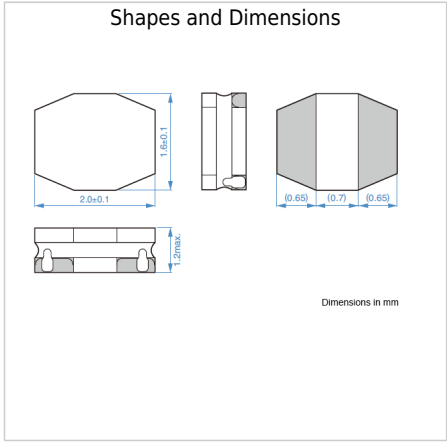 Shapes and Dimensions
1.6±0.1
2.0±0.1
(0.65) (0.7) (0.65)
1.2max.
Dimensions in mm